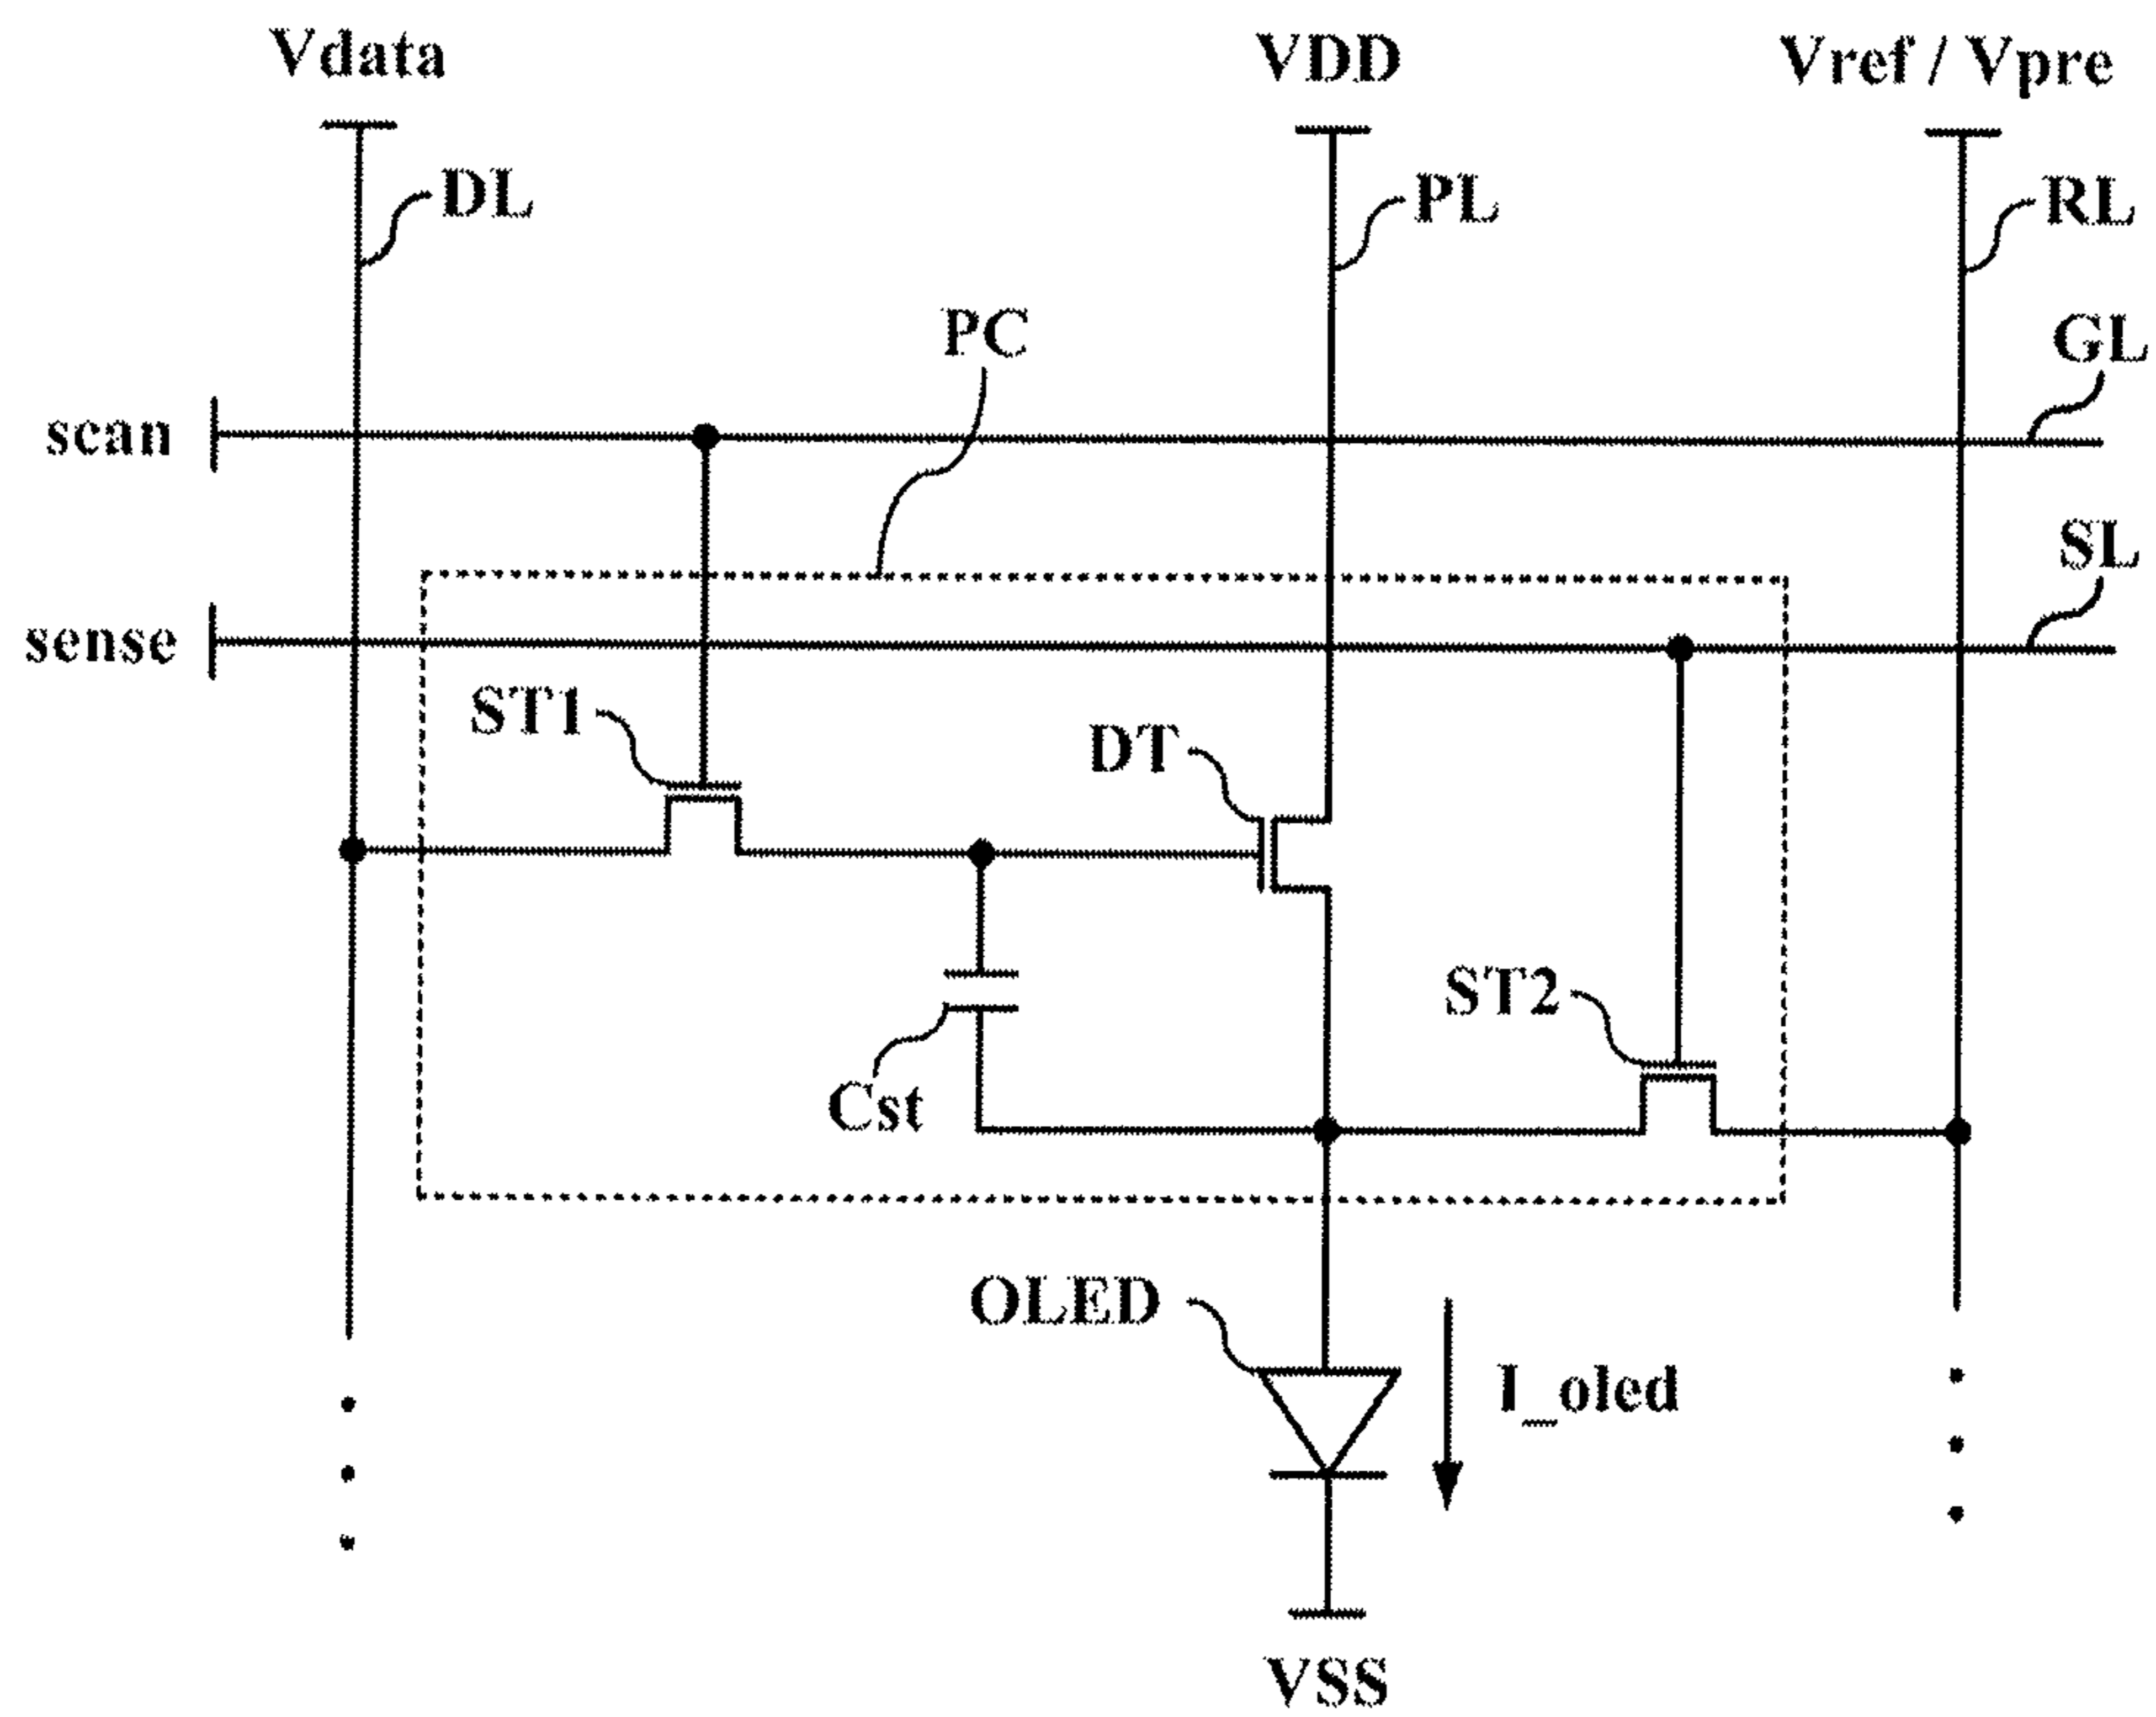 Vdata
VDD
Vref / Vpre
DL
PL
RL
PC
GL
scan
SL
sense
ST1
DT
ST2
Cst
OLED
I_oled
VSS